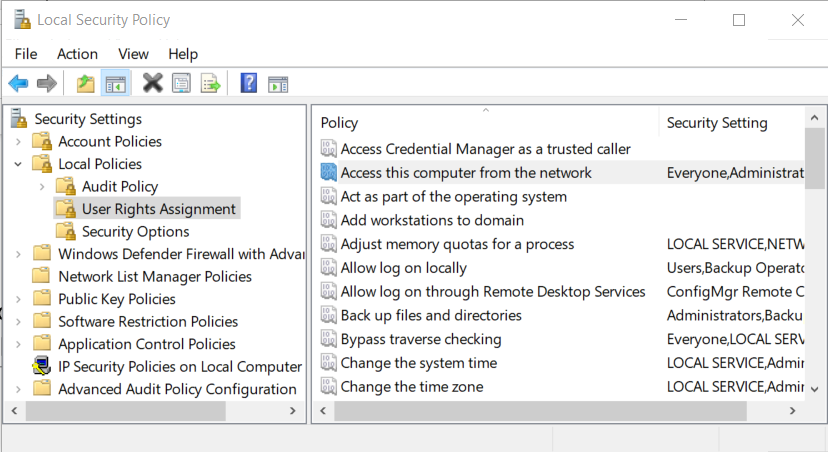 Local Security Policy
File Action View Help
Security Settings
Account Policies
Local Policies
Audit Policy
User Rights Assignment
Security Options
Windows Defender Firewall with Advan
Network List Manager Policies
Public Key Policies
Software Restriction Policies
Application Control Policies
IP Security Policies on Local Computer
Advanced Audit Policy Configuration
Policy Security Setting
Access Credential Manager as a trusted caller
Access this computer from the network Everyone,Administrat
Act as part of the operating system
Add workstations to domain
Adjust memory quotas for a process LOCAL SERVICE,NETW
Allow log on locally Users,Backup Operato
Allow log on through Remote Desktop Services ConfigMgr Remote C
Back up files and directories Administrators,Backu
Bypass traverse checking Everyone,LOCAL SERV
Change the system time LOCAL SERVICE,Admin
Change the time zone LOCAL SERVICE,Admin